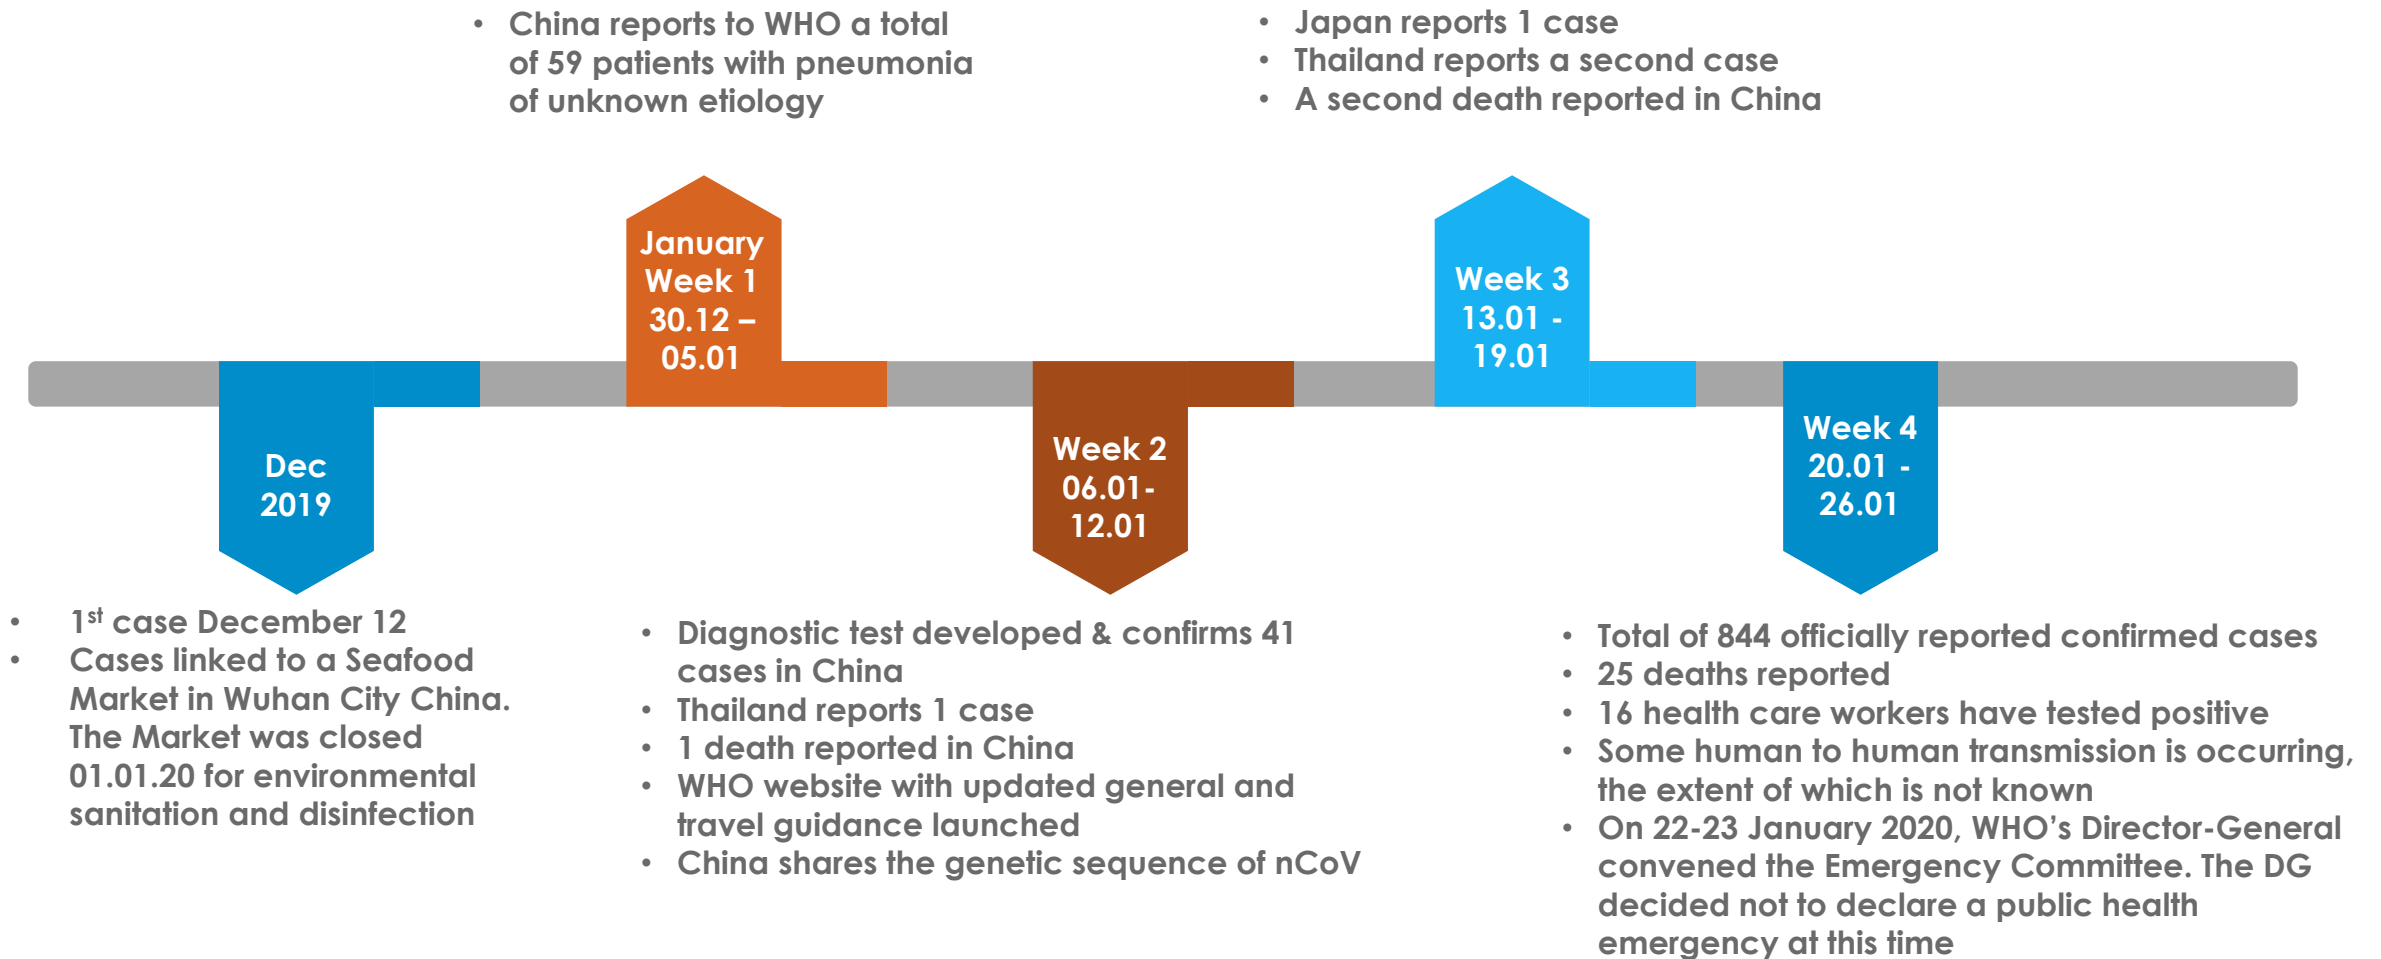 • China reports to WHO a total
of 59 patients with pneumonia
of unknown etiology
• Japan reports 1 case
• Thailand reports a second case
• A second death reported in China
January
Week 1
30.12 –
05.01
Week 3
13.01 -
19.01
Dec
2019
Week 2
06.01-
12.01
Week 4
20.01 -
26.01
• 1st case December 12
• Cases linked to a Seafood
Market in Wuhan City China.
The Market was closed
01.01.20 for environmental
sanitation and disinfection
• Diagnostic test developed & confirms 41
cases in China
• Thailand reports 1 case
• 1 death reported in China
• WHO website with updated general and
travel guidance launched
• China shares the genetic sequence of nCoV
• Total of 844 officially reported confirmed cases
• 25 deaths reported
• 16 health care workers have tested positive
• Some human to human transmission is occurring,
the extent of which is not known
• On 22-23 January 2020, WHO’s Director-General
convened the Emergency Committee. The DG
decided not to declare a public health
emergency at this time